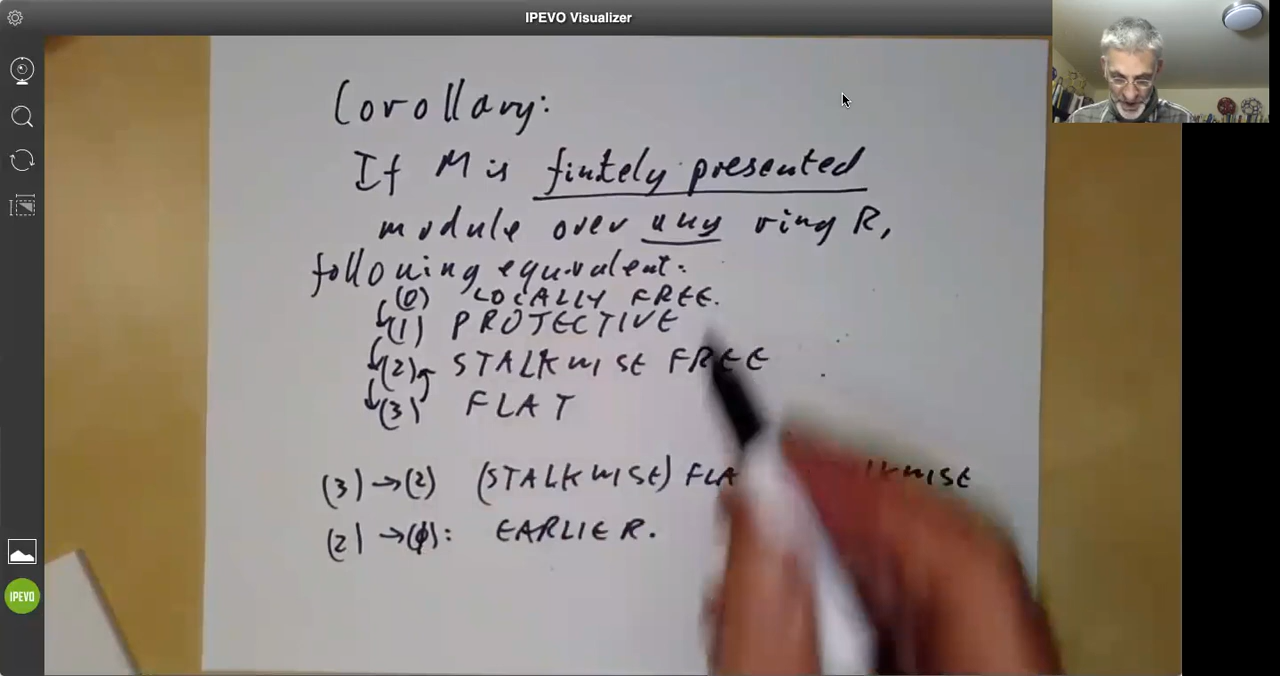 IPEVO Visualizer
Corollary:
If M is finitely presented
module over any ring R,
following equivalent:
(0) LOCALLY FREE.
(1) PROJECTIVE
(2) STALKWISE FREE
(3) FLAT
(3) → (2) (STALKWISE) FLA
(2) → (0): EARLIER.
IPEVO